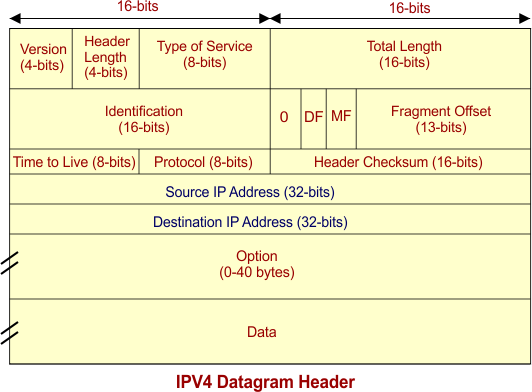 16-bits 16-bits
Version (4-bits)
Header Length (4-bits)
Type of Service (8-bits)
Total Length (16-bits)
Identification (16-bits)
0
DF
MF
Fragment Offset (13-bits)
Time to Live (8-bits)
Protocol (8-bits)
Header Checksum (16-bits)
Source IP Address (32-bits)
Destination IP Address (32-bits)
Option
(0-40 bytes)
Data
IPV4 Datagram Header